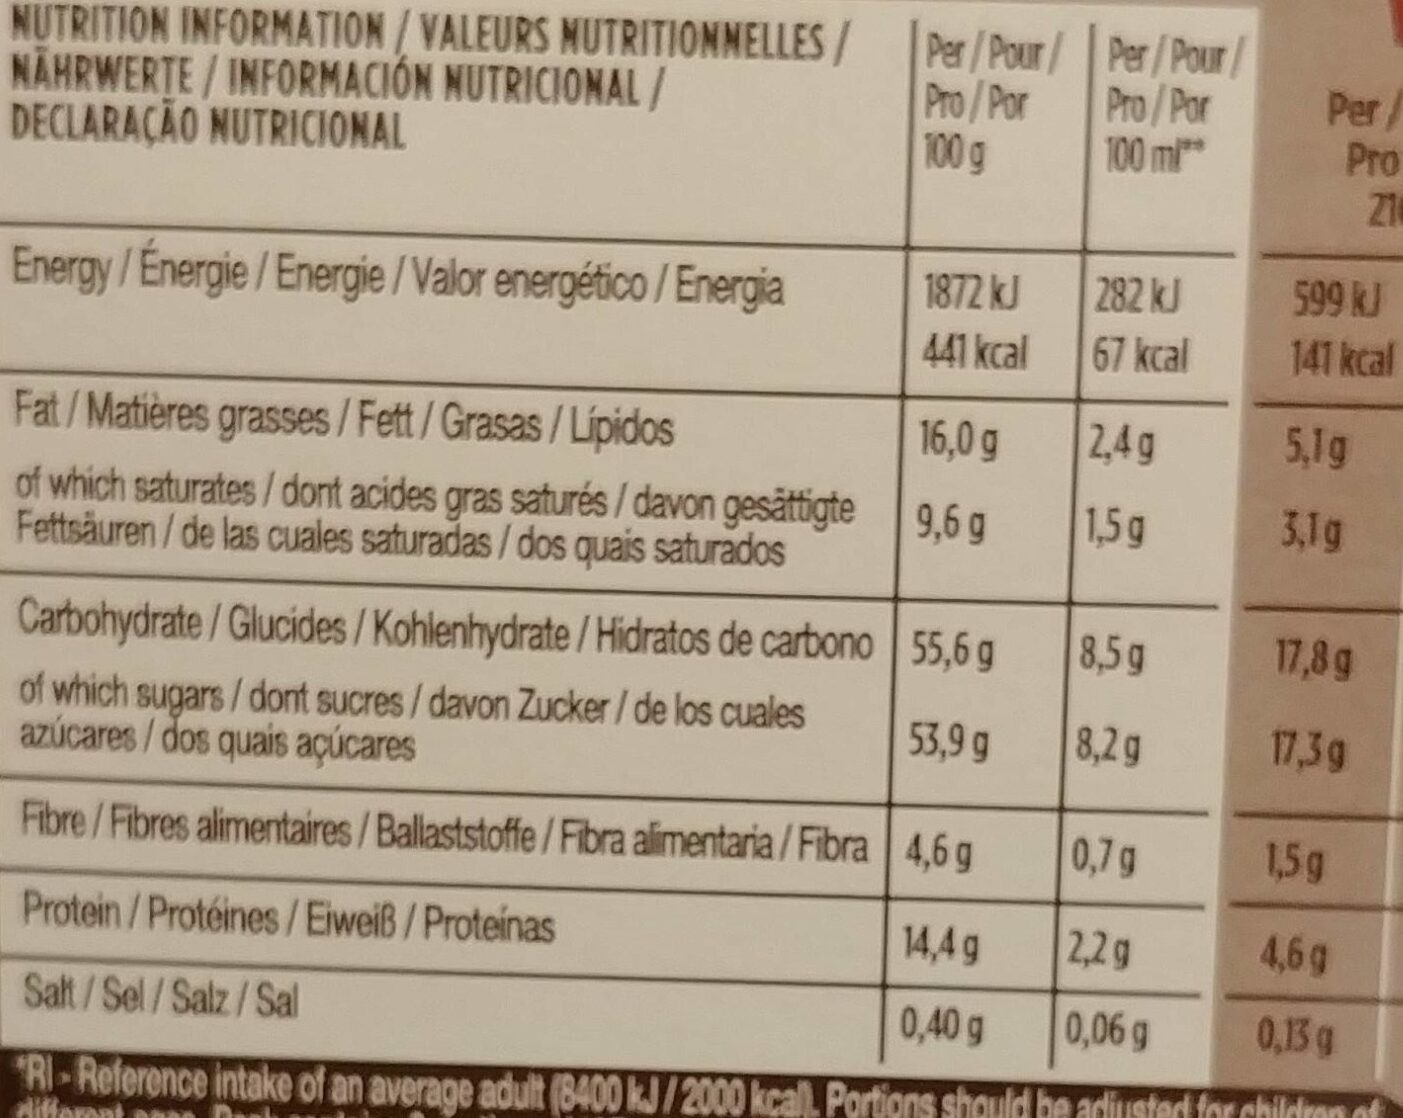 NUTRITION INFORMATION / VALEURS NUTRITIONNELLES /
NÄHRWERTE / INFORMACIÓN NUTRICIONAL /
DECLARAÇÃO NUTRICIONAL
Per / Pour /
Pro / Por
100 g
Per / Pour /
Pro / Por
100 ml**
Per /
Pro
Energy / Énergie / Energie / Valor energético / Energia 1872 kJ 282 kJ 599 kJ
441 kcal 67 kcal 141 kcal
Fat / Matières grasses / Fett / Grasas / Lípidos 16,0 g 2,4 g 5,1 g
of which saturates / dont acides gras saturés / davon gesättigte
Fettsäuren / de las cuales saturadas / dos quais saturados 9,6 g 1,5 g 3,1 g
Carbohydrate / Glucides / Kohlenhydrate / Hidratos de carbono 55,6 g 8,5 g 17,8 g
of which sugars / dont sucres / davon Zucker / de los cuales
azúcares / dos quais açúcares 53,9 g 8,2 g 17,3 g
Fibre / Fibres alimentaires / Ballaststoffe / Fibra alimentaria / Fibra 4,6 g 0,7 g 1,5 g
Protein / Protéines / Eiweiß / Proteínas 14,4 g 2,2 g 4,6 g
Salt / Sel / Salz / Sal 0,40 g 0,06 g 0,13 g
*RI - Reference intake of an average adult (8400 kJ / 2000 kcal). Portions should be adjusted for children of